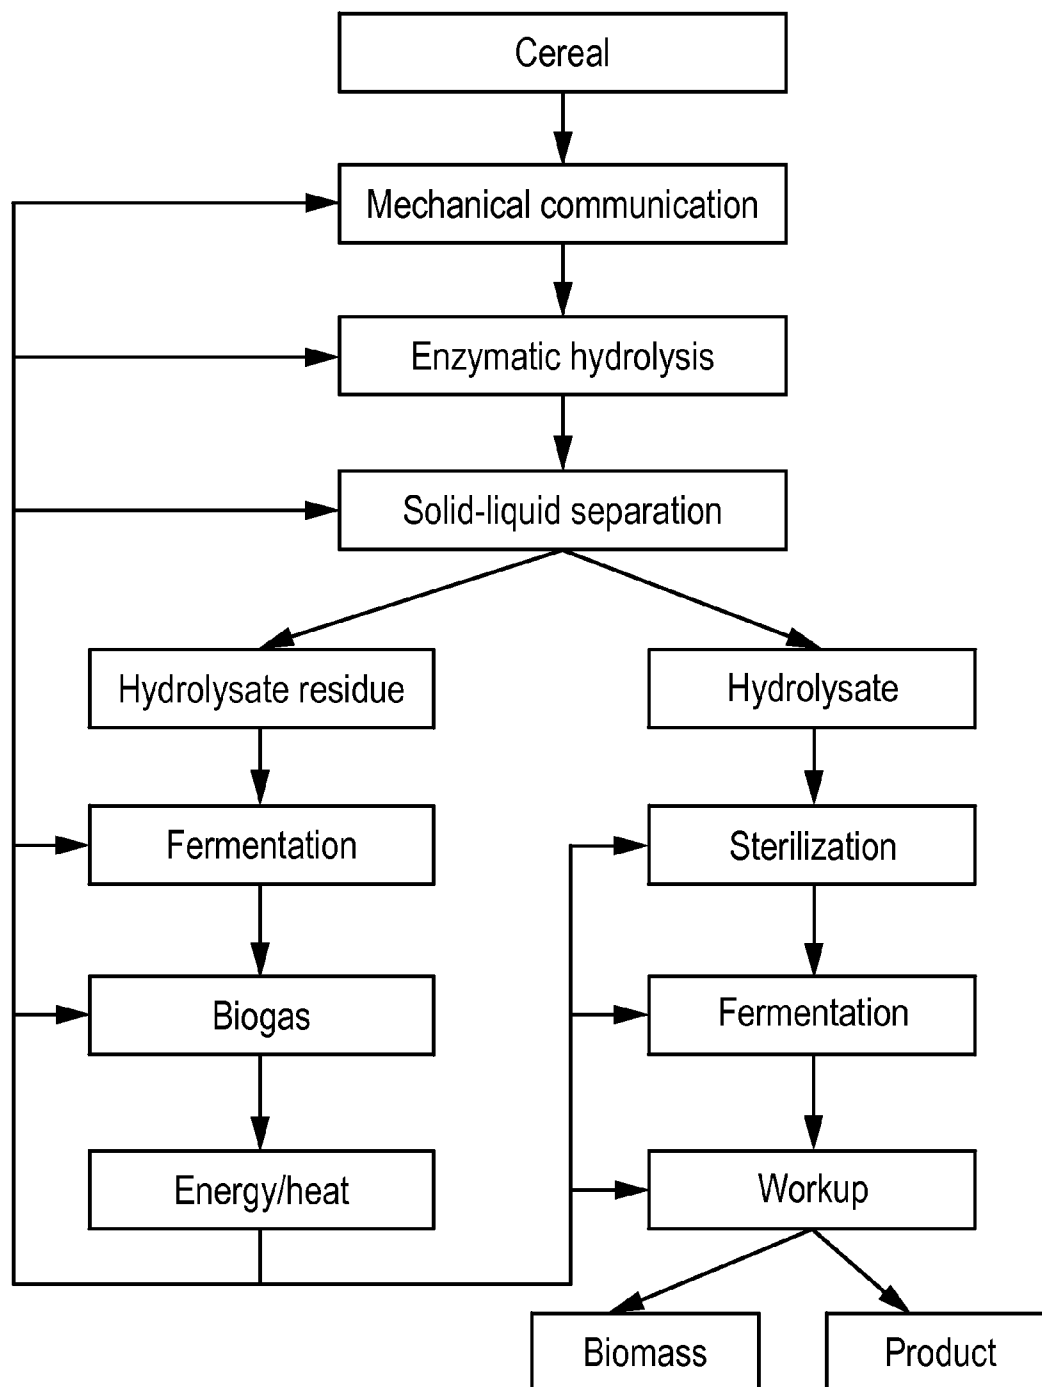 Cereal
Mechanical communication
Enzymatic hydrolysis
Solid-liquid separation
Hydrolysate residue
Hydrolysate
Fermentation
Sterilization
Biogas
Fermentation
Energy/heat
Workup
Biomass
Product